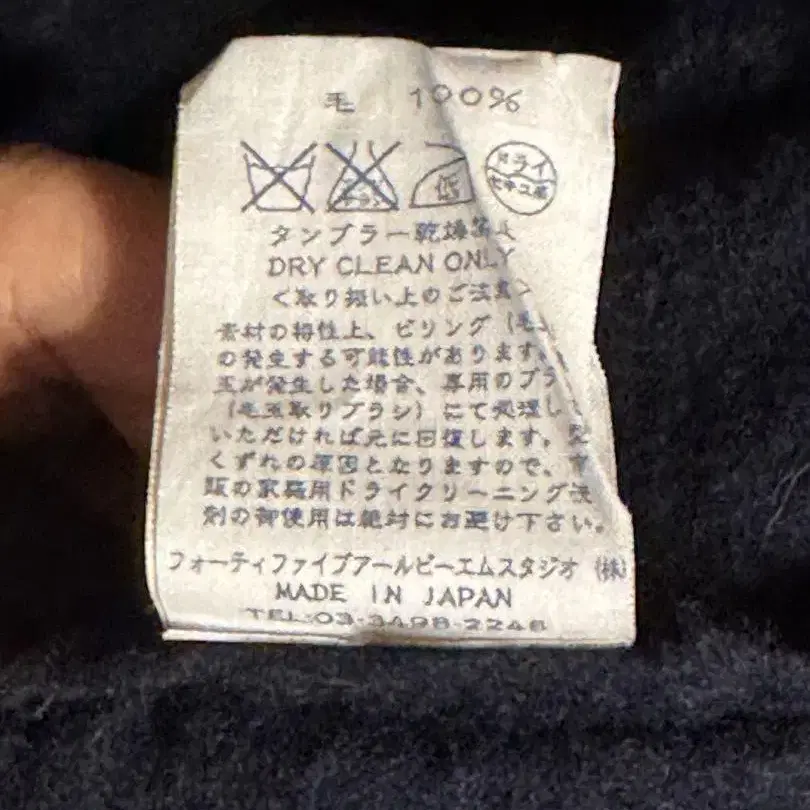 毛 100%
低 ドライ
セキユ系
タンブラー乾燥
DRY CLEAN ONLY
<取り扱い上のご注意>
素材の特性上、ピリング(毛
の発生する可能性があります。
玉が発生した場合、専用のブラ
(毛玉取りブラシ)にて処理し
いただければ元に回復します。型
くずれの原因となりますので、市
販の家庭用ドライクリーニング洗
剤の御使用は絶対にお避け下さい。
フォーティファイブアールピーエムスタジオ(株)
MADE IN JAPAN
TEL:03-3498-2248